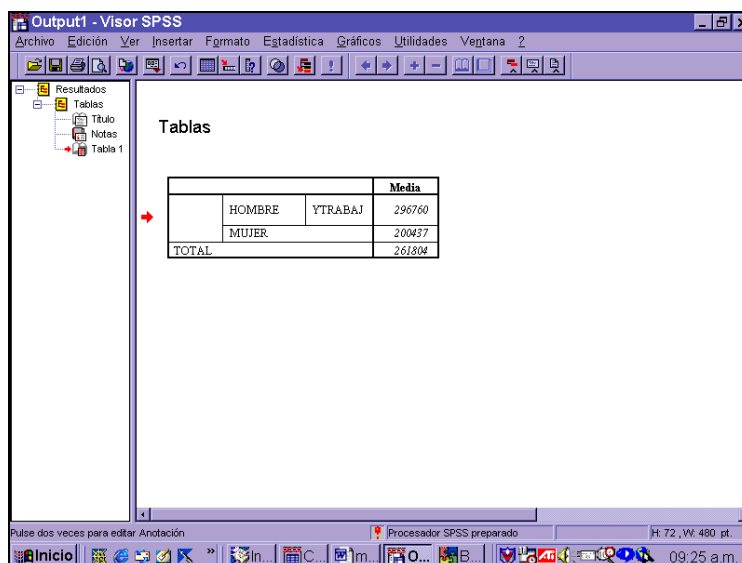 Output1 - Visor SPSS
Archivo Edición Ver Insertar Formato Estadística Gráficos Utilidades Ventana ?
Resultados
Tablas
Título
Notas
Tabla 1
Tablas
Media
HOMBRE YTRABAJ 296760
MUJER 200437
TOTAL 261804
Pulse dos veces para editar Anotación Procesador SPSS preparado H: 72 , W: 480 pt.
Inicio » In... C... m... O... B... 09:25 a.m.